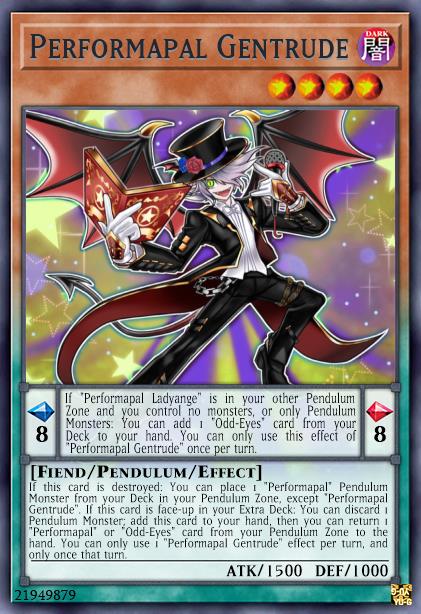 PERFORMAPAL GENTRUDE
DARK
闇
If "Performapal Ladyange" is in your other Pendulum
Zone and you control no monsters, or only Pendulum
Monsters: You can add 1 "Odd-Eyes" card from your
Deck to your hand. You can only use this effect of
"Performapal Gentrude" once per turn.
8
8
[FIEND/PENDULUM/EFFECT]
If this card is destroyed: You can place 1 "Performapal" Pendulum
Monster from your Deck in your Pendulum Zone, except "Performapal
Gentrude". If this card is face-up in your Extra Deck: You can discard 1
Pendulum Monster; add this card to your hand, then you can return 1
"Performapal" or "Odd-Eyes" card from your Pendulum Zone to the
hand. You can only use 1 "Performapal Gentrude" effect per turn, and
only once that turn.
ATK/1500 DEF/1000
21949879